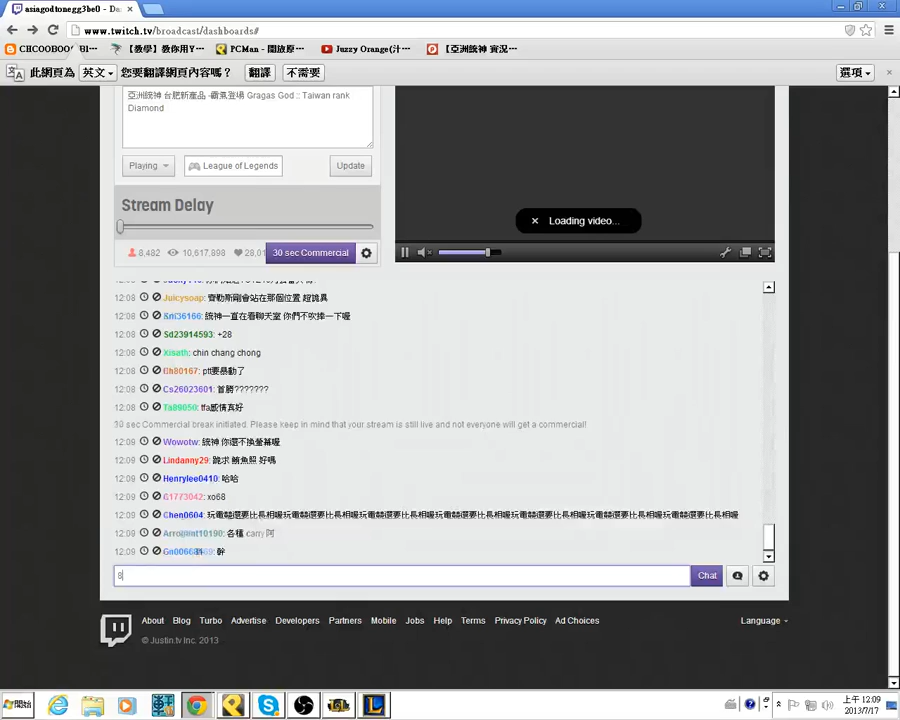 asiagodtonegg3be0 - Da
www.twitch.tv/broadcast/dashboards#
CHCOOBOO
【教學】教你用Y···
PCMan - 開放原···
Juzzy Orange(汁···
【亞洲統神 實況···
此網頁為 英文 您要翻譯網頁內容嗎？ 翻譯 不需要 選項
亞洲統神 台肥新產品 -霸氣登場 Gragas God :: Taiwan rank
Diamond
Playing League of Legends Update
Stream Delay
Loading video...
8,482 10,617,898 28,01 30 sec Commercial
12:08 Juicysoap: 齊勒斯剛會站在那個位置 超詭異
12:08 36166: 統神一直在看聊天室 你們不吹捧一下喔
12:08 Sd23914593: +28
12:08 Xisath: chin chang chong
12:08 Ch80167: ptt要暴動了
12:08 Cs26023601: 首勝???????
12:08 Ta89050: tfa感情真好
30 sec Commercial break initiated. Please keep in mind that your stream is still live and not everyone will get a commercial!
12:09 Wowotw: 統神 你還不換螢幕喔
12:09 Lindanny29: 跪求 鮪魚照 好嗎
12:09 Henrylee0410: 哈哈
12:09 G1773042: xo68
12:09 Chen0604: 玩電競還要比長相喔玩電競還要比長相喔玩電競還要比長相喔玩電競還要比長相喔玩電競還要比長相喔玩電競還要比長相喔玩電競還要比長相喔
12:09 各種 carry 阿
12:09 幹
8
Chat
About Blog Turbo Advertise Developers Partners Mobile Jobs Help Terms Privacy Policy Ad Choices Language
© Justin.tv Inc. 2013
開始
上午 12:09
2013/7/17